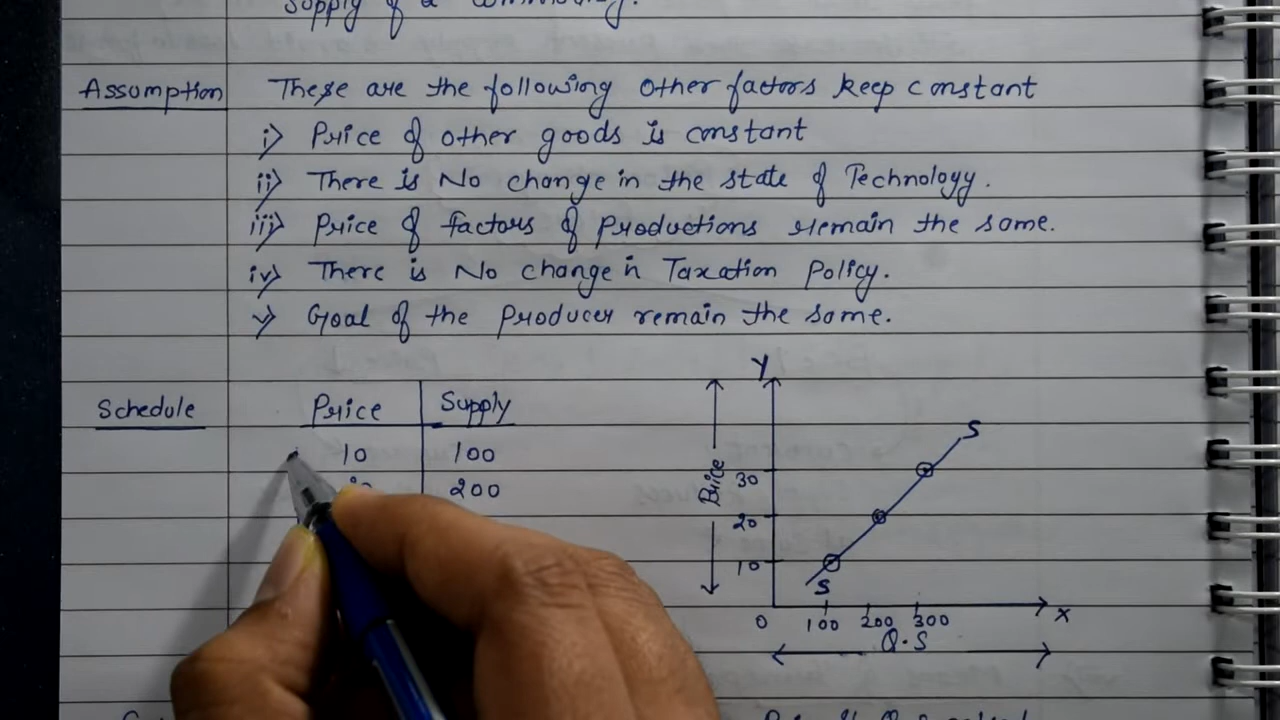 Supply of a commodity.
Assumption These are the following other factors keep constant
i) Price of other goods is constant
ii) There is No change in the state of Technology.
iii) Price of factors of Productions remain the same.
iv) There is No change in Taxation Policy.
v) Goal of the Producer remain the same.
Schedule
Price Supply
10 100
200
Y
Price
30
20
10
S
S
0 100 200 300 X
Q.S